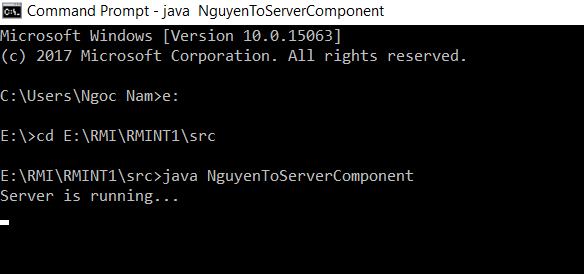 Command Prompt - java  NguyenToServerComponent
Microsoft Windows [Version 10.0.15063]
(c) 2017 Microsoft Corporation. All rights reserved.
C:\Users\Ngoc Nam>e:
E:\>cd E:\RMI\RMINT1\src
E:\RMI\RMINT1\src>java NguyenToServerComponent
Server is running...